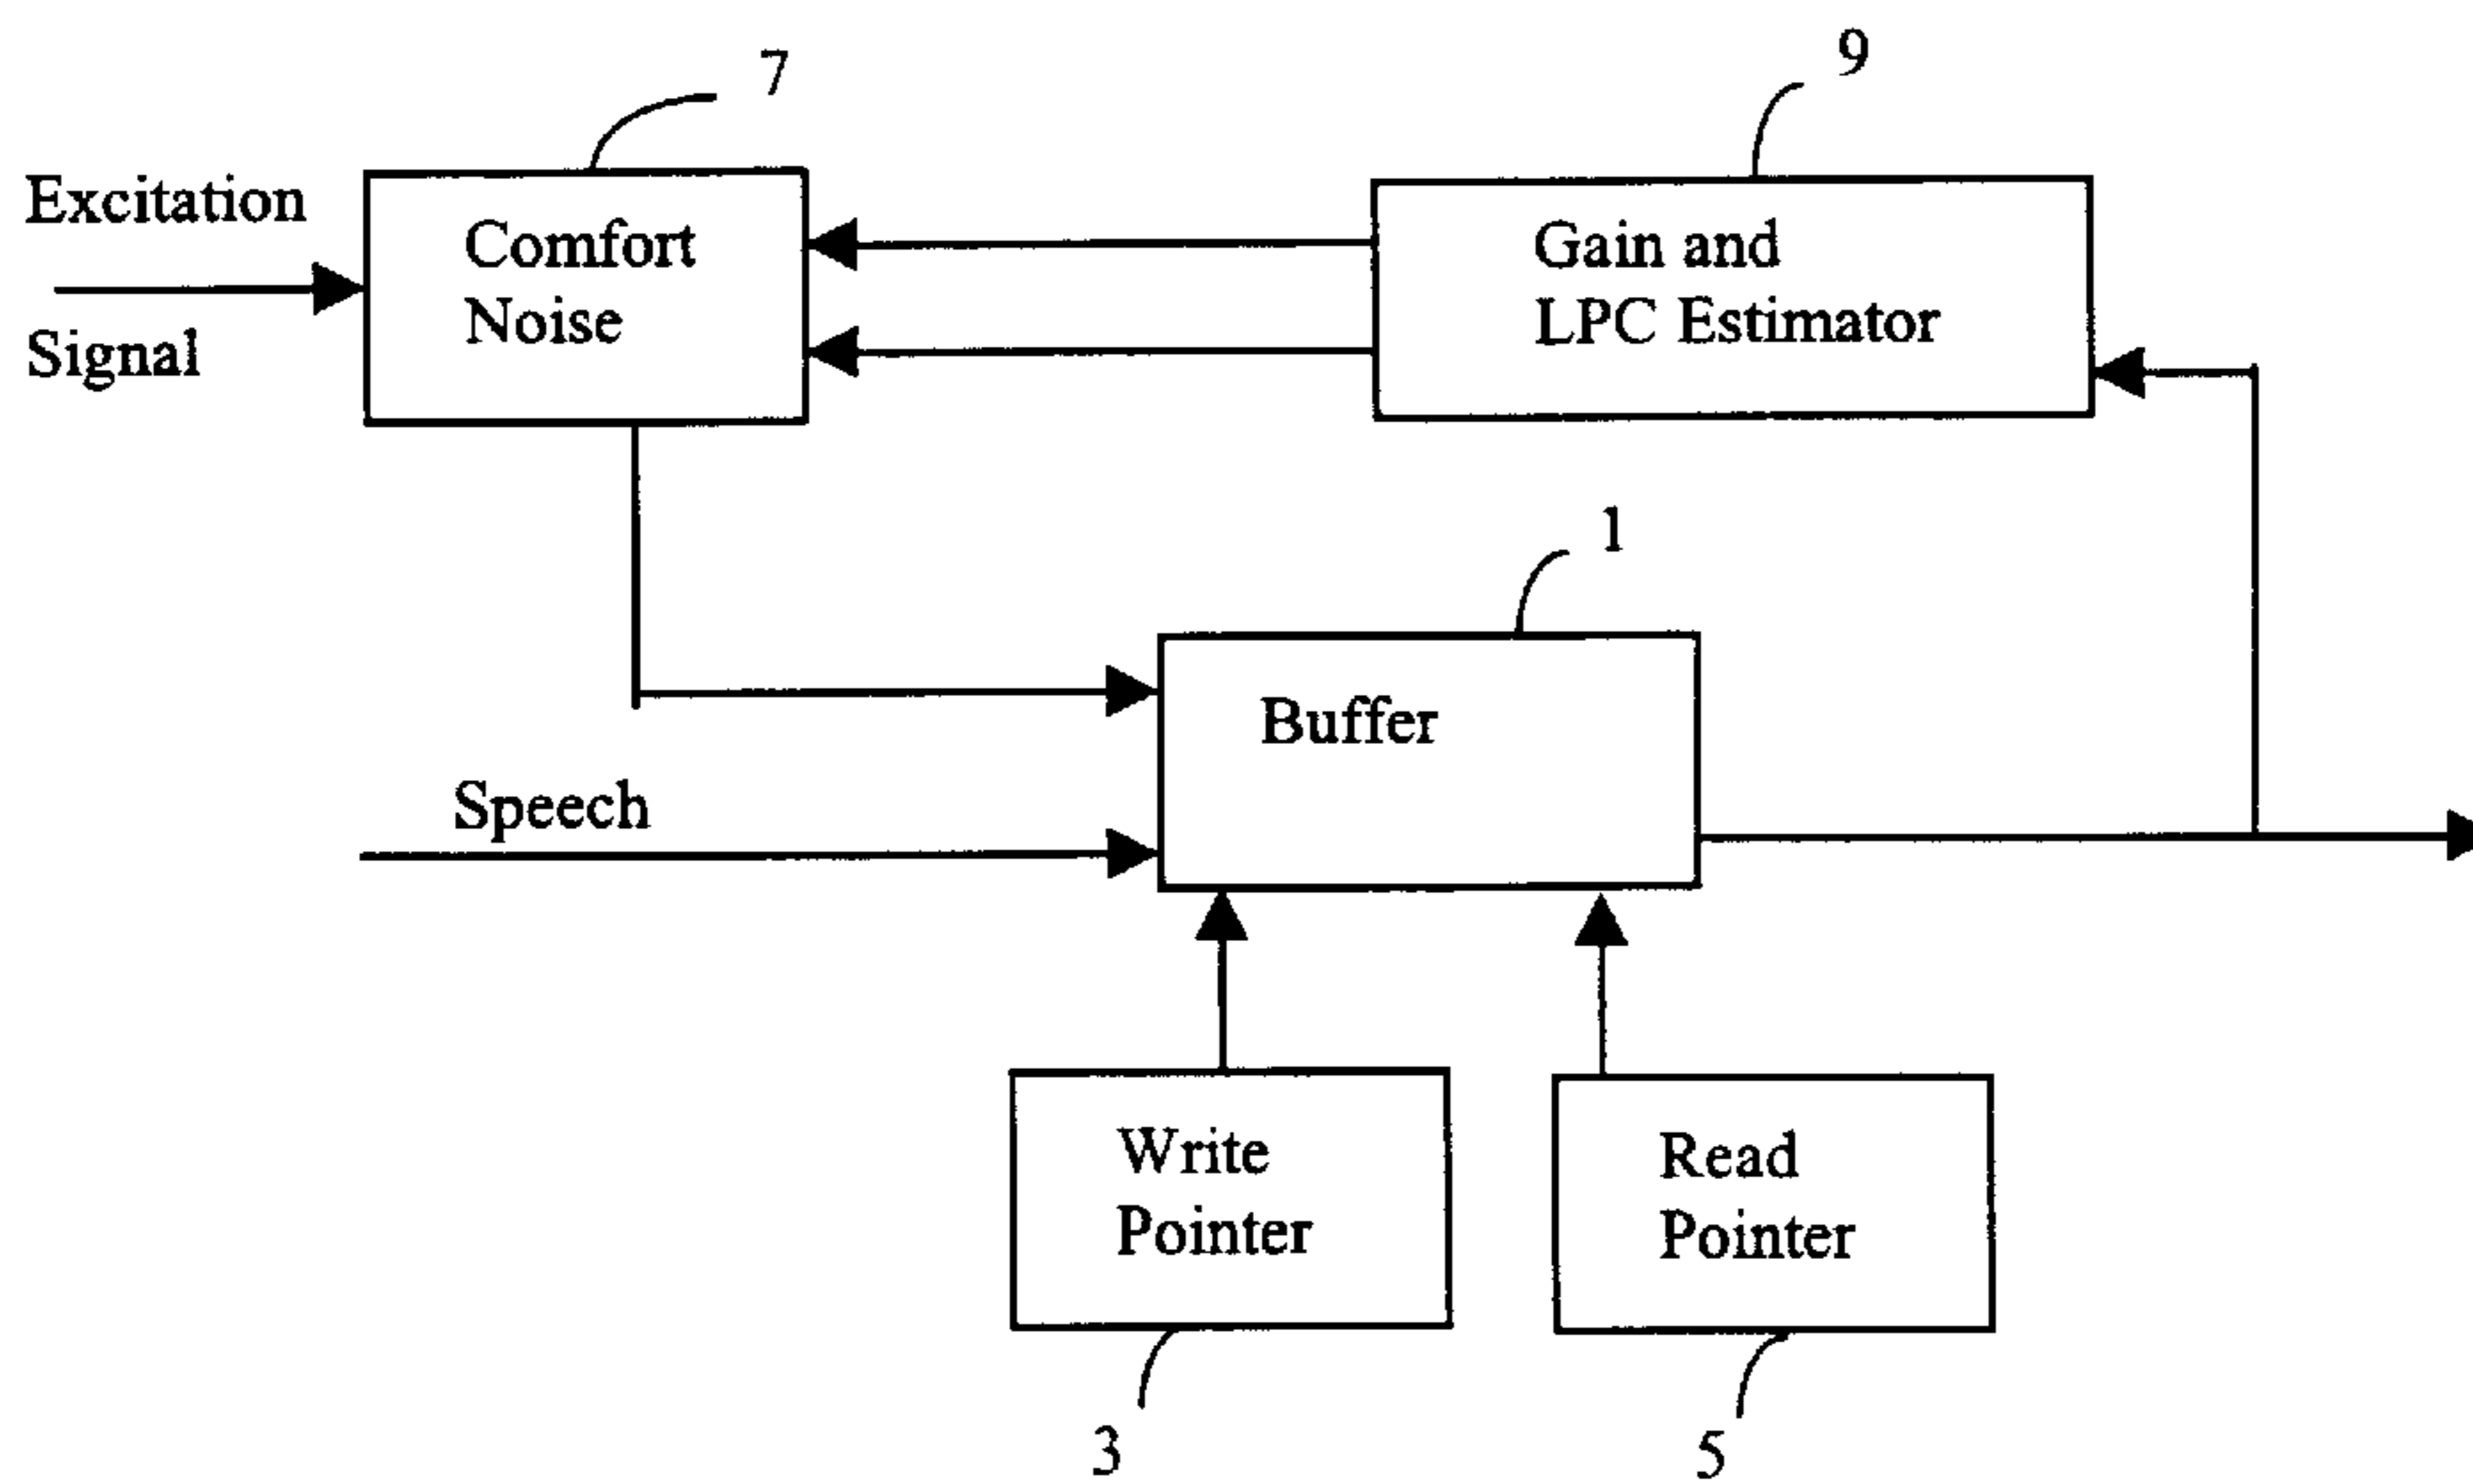 7
9
Excitation
Signal
Comfort
Noise
Gain and
LPC Estimator
1
Buffer
Speech
Write
Pointer
Read
Pointer
3
5